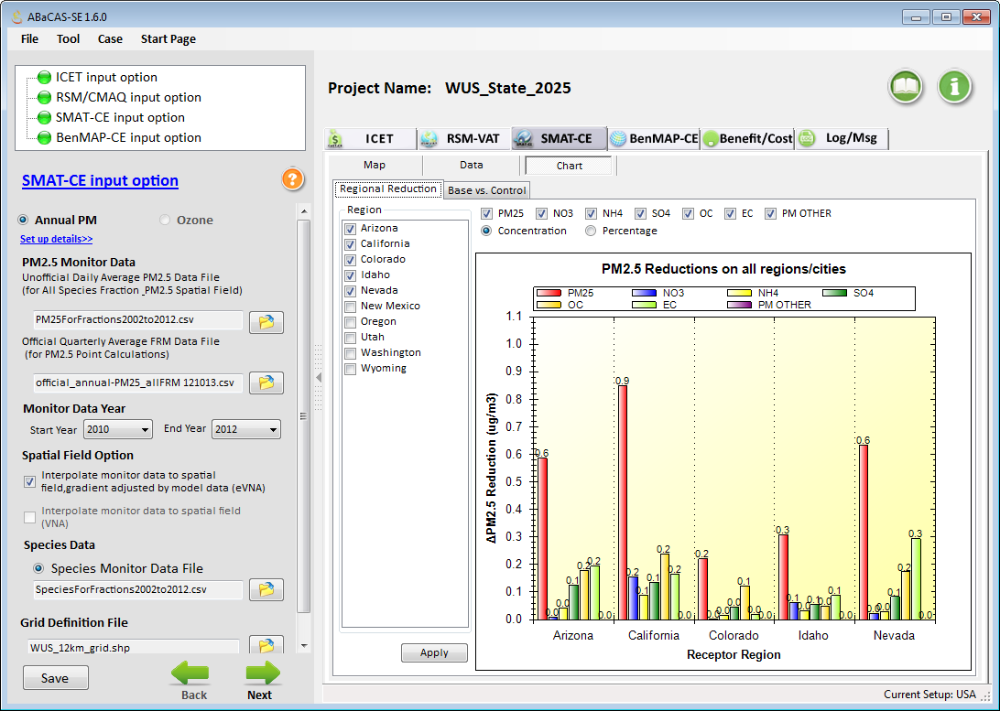 ABaCAS-SE 1.6.0
File Tool Case Start Page
ICET input option
RSM/CMAQ input option
SMAT-CE input option
BenMAP-CE input option
SMAT-CE input option
?
Annual PM Ozone
Set up details>>
PM2.5 Monitor Data
Unofficial Daily Average PM2.5 Data File
(for All Species Fraction _PM2.5 Spatial Field)
PM25ForFractions2002to2012.csv
Official Quarterly Average FRM Data File
(for PM2.5 Point Calculations)
official_annual-PM25_allFRM 121013.csv
Monitor Data Year
Start Year 2010 End Year 2012
Spatial Field Option
Interpolate monitor data to spatial
field,gradient adjusted by model data (eVNA)
Interpolate monitor data to spatial field
(VNA)
Species Data
Species Monitor Data File
SpeciesForFractions2002to2012.csv
Grid Definition File
WUS_12km_grid.shp
Save Back Next
Project Name: WUS_State_2025
ICET RSM-VAT SMAT-CE BenMAP-CE Benefit/Cost Log/Msg
Map Data Chart
Regional Reduction Base vs. Control
Region
Arizona
California
Colorado
Idaho
Nevada
New Mexico
Oregon
Utah
Washington
Wyoming
Apply
PM25 NO3 NH4 SO4 OC EC PM OTHER
Concentration Percentage
PM2.5 Reductions on all regions/cities
PM25 NO3 NH4 SO4
OC EC PM OTHER
ΔPM2.5 Reduction (ug/m3)
1.1
1.0
0.9
0.8
0.7
0.6
0.5
0.4
0.3
0.2
0.1
0.0
0.6 0.0 0.0 0.1 0.2 0.2 0.0
0.9 0.2 0.1 0.1 0.2 0.2 0.0
0.2 0.0 0.0 0.0 0.1 0.0 0.0
0.3 0.1 0.0 0.1 0.0 0.1 0.0
0.6 0.0 0.0 0.1 0.2 0.3 0.0
Arizona California Colorado Idaho Nevada
Receptor Region
Current Setup: USA